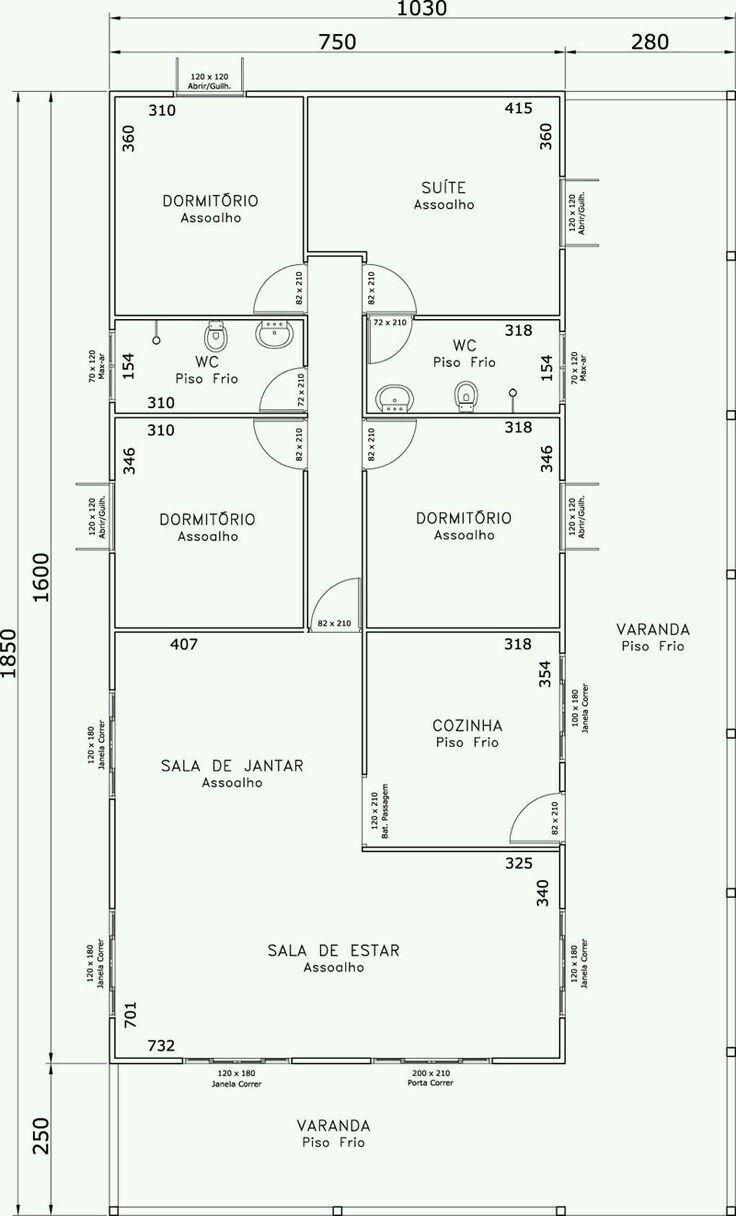 1030
750
280
120 x 120
Abrir/Guilh.
310
360
415
360
DORMITÓRIO
Assoalho
SUÍTE
Assoalho
120 x 120
Abrir/Guilh.
82 x 210
82 x 210
72 x 210
318
WC
Piso Frio
WC
Piso Frio
154
154
70 x 120
Max-ar
70 x 120
Max-ar
72 x 210
310
310
318
346
346
82 x 210
82 x 210
120 x 120
Abrir/Guilh.
120 x 120
Abrir/Guilh.
DORMITÓRIO
Assoalho
DORMITÓRIO
Assoalho
1600
1850
82 x 210
407
318
354
VARANDA
Piso Frio
100 x 180
Janela Correr
120 x 180
Janela Correr
COZINHA
Piso Frio
SALA DE JANTAR
Assoalho
120 x 210
Bat. Passagem
82 x 210
325
340
SALA DE ESTAR
Assoalho
120 x 180
Janela Correr
120 x 180
Janela Correr
701
732
120 x 180
Janela Correr
200 x 210
Porta Correr
250
VARANDA
Piso Frio